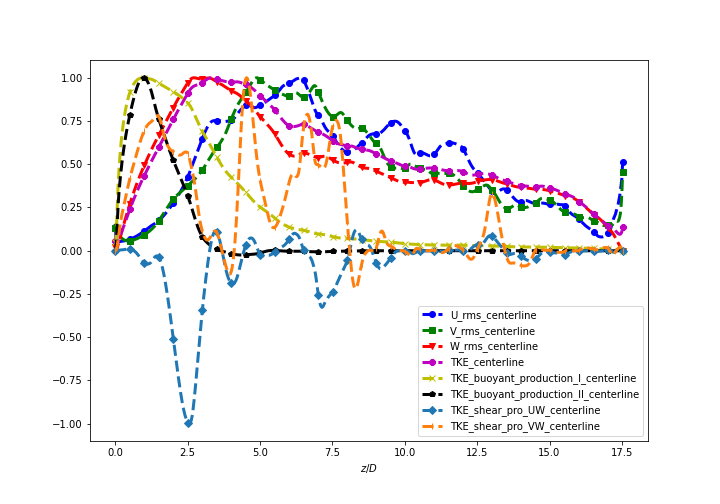 1.00
0.75
0.50
0.25
0.00
−0.25
−0.50
−0.75
−1.00
0.0 2.5 5.0 7.5 10.0 12.5 15.0 17.5
z/D
U_rms_centerline
V_rms_centerline
W_rms_centerline
TKE_centerline
TKE_buoyant_production_I_centerline
TKE_buoyant_production_II_centerline
TKE_shear_pro_UW_centerline
TKE_shear_pro_VW_centerline